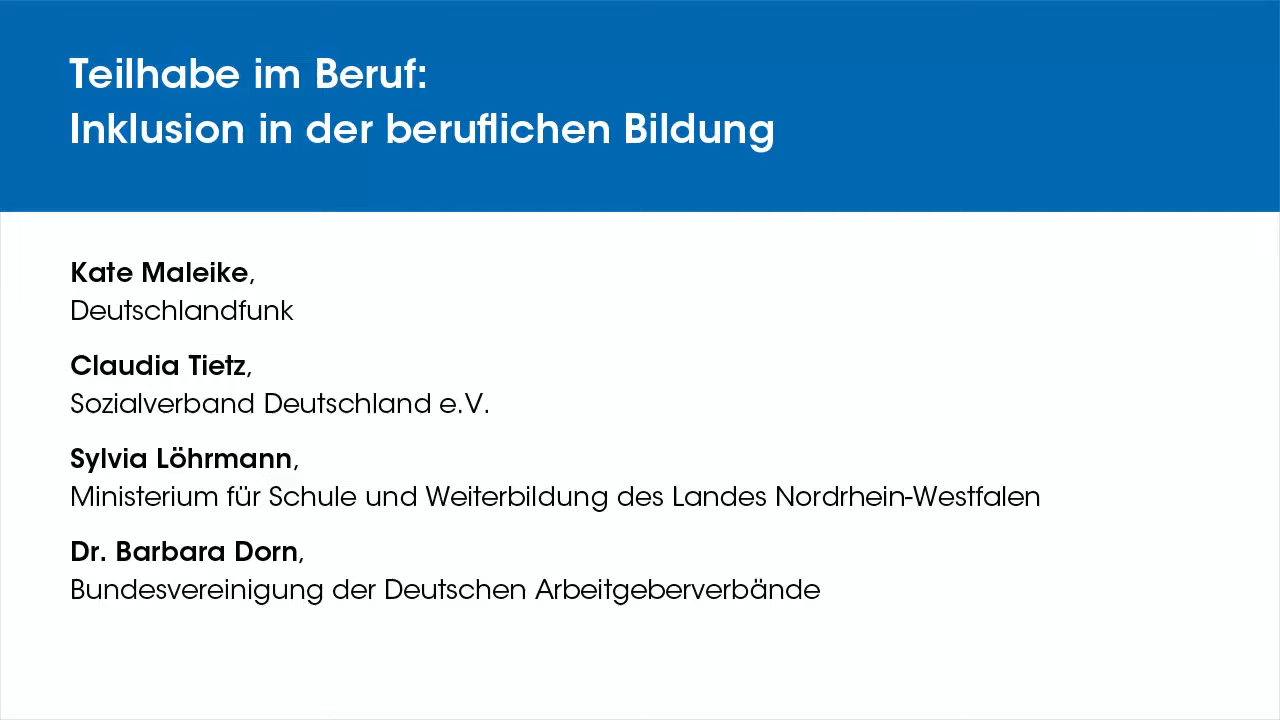 Teilhabe im Beruf:
Inklusion in der beruflichen Bildung
Kate Maleike,
Deutschlandfunk
Claudia Tietz,
Sozialverband Deutschland e.V.
Sylvia Löhrmann,
Ministerium für Schule und Weiterbildung des Landes Nordrhein-Westfalen
Dr. Barbara Dorn,
Bundesvereinigung der Deutschen Arbeitgeberverbände